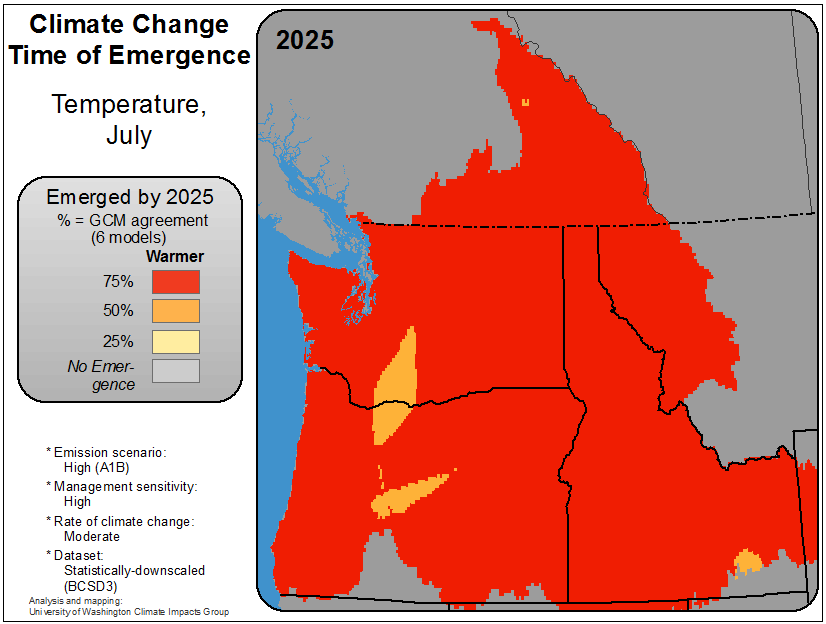 Climate Change
Time of Emergence
Temperature,
July
Emerged by 2025
% = GCM agreement
(6 models)
Warmer
75%
50%
25%
No Emer-
gence
* Emission scenario:
High (A1B)
* Management sensitivity:
High
* Rate of climate change:
Moderate
* Dataset:
Statistically-downscaled
(BCSD3)
Analysis and mapping:
University of Washington Climate Impacts Group
2025